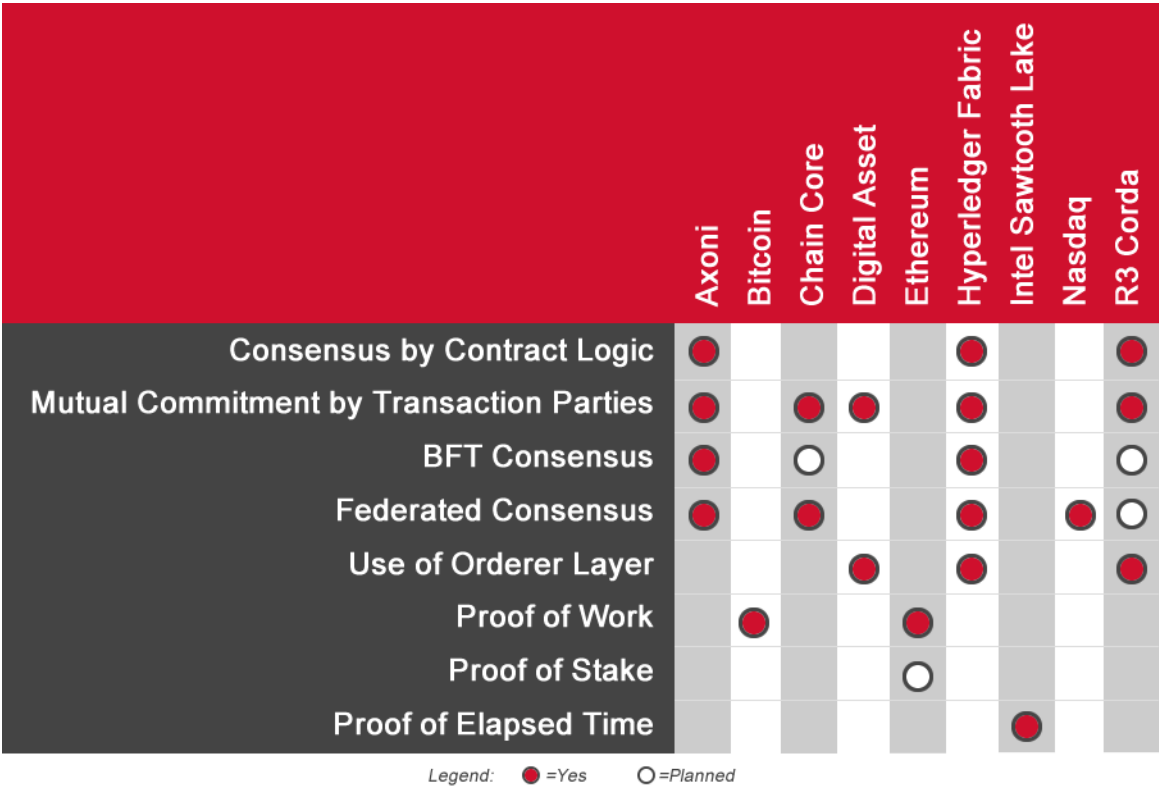 Axoni
Bitcoin
Chain Core
Digital Asset
Ethereum
Hyperledger Fabric
Intel Sawtooth Lake
Nasdaq
R3 Corda
Consensus by Contract Logic
Mutual Commitment by Transaction Parties
BFT Consensus
Federated Consensus
Use of Orderer Layer
Proof of Work
Proof of Stake
Proof of Elapsed Time
Legend: =Yes =Planned